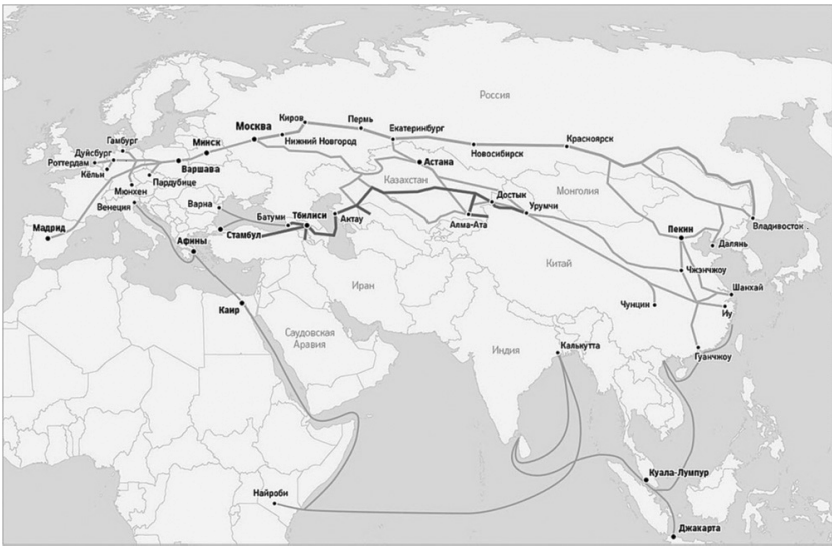 Россия
Киров
Пермь
Москва
Екатеринбург
Гамбург
Минск
Нижний Новгород
Красноярск
Дуйсбург
Новосибирск
Роттердам
Варшава
Астана
Кёльн
Казахстан
Пардубице
Мюнхен
Монголия
Достык
Венеция
Варна
Урумчи
Батуми
Тбилиси
Актау
Мадрид
Алма-Ата
Владивосток
Стамбул
Пекин
Афины
Далянь
Китай
Чжэнчжоу
Иран
Шанхай
Каир
Чунцин
Иу
Саудовская
Аравия
Индия
Калькутта
Гуанчжоу
Куала-Лумпур
Найроби
Джакарта